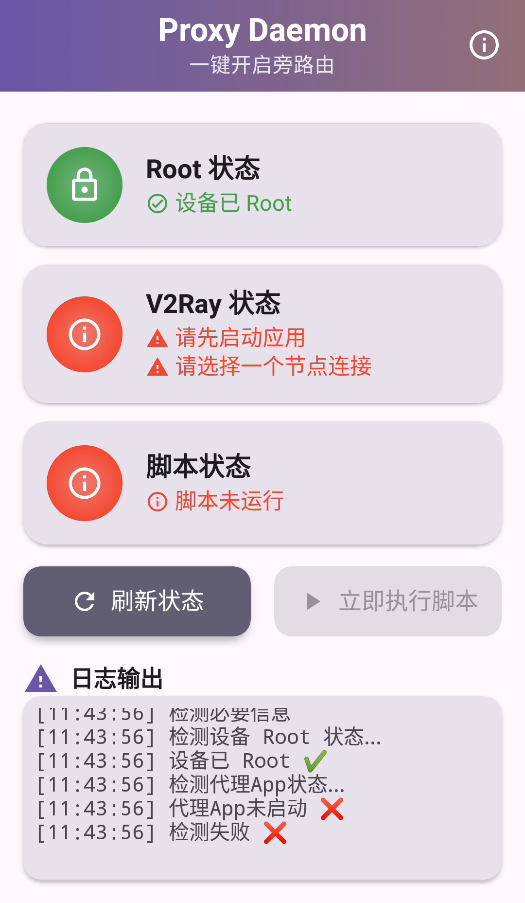 Proxy Daemon
一键开启旁路由
Root 状态
设备已 Root
V2Ray 状态
请先启动应用
请选择一个节点连接
脚本状态
脚本未运行
刷新状态
立即执行脚本
日志输出
[11:43:56] 检测必要信息
[11:43:56] 检测设备 Root 状态...
[11:43:56] 设备已 Root ✔
[11:43:56] 检测代理App状态...
[11:43:56] 代理App未启动 ❌
[11:43:56] 检测失败 ❌